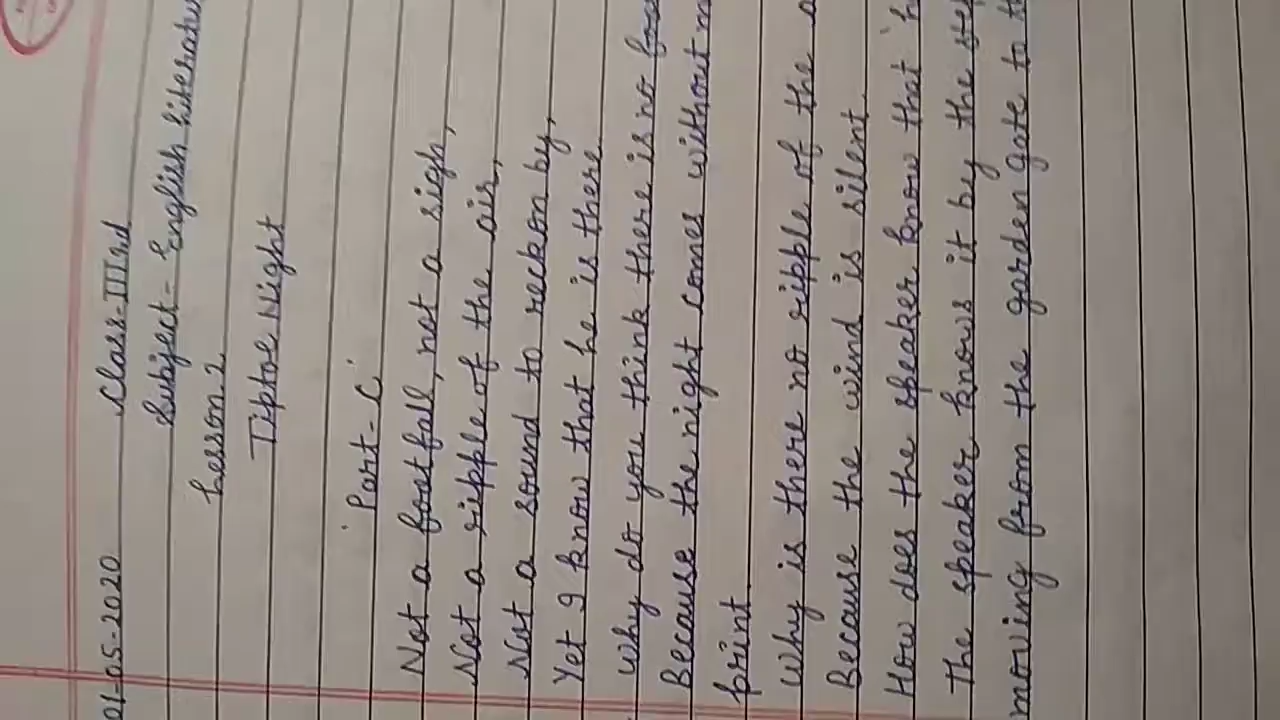 01-05-2020 Class-IIIrd
Subject - English
Lesson 2
Tiptoe Night
'Part-C'
Not a footfall, not a sigh,
Not a ripple of the air,
Not a sound to reckon by,
Yet I know that he is there
Why do you think there is no
Because the night comes without
print
Why is there no ripple of the
Because the wind is silent.
How does the speaker know that
The speaker knows it by the
moving from the garden gate to